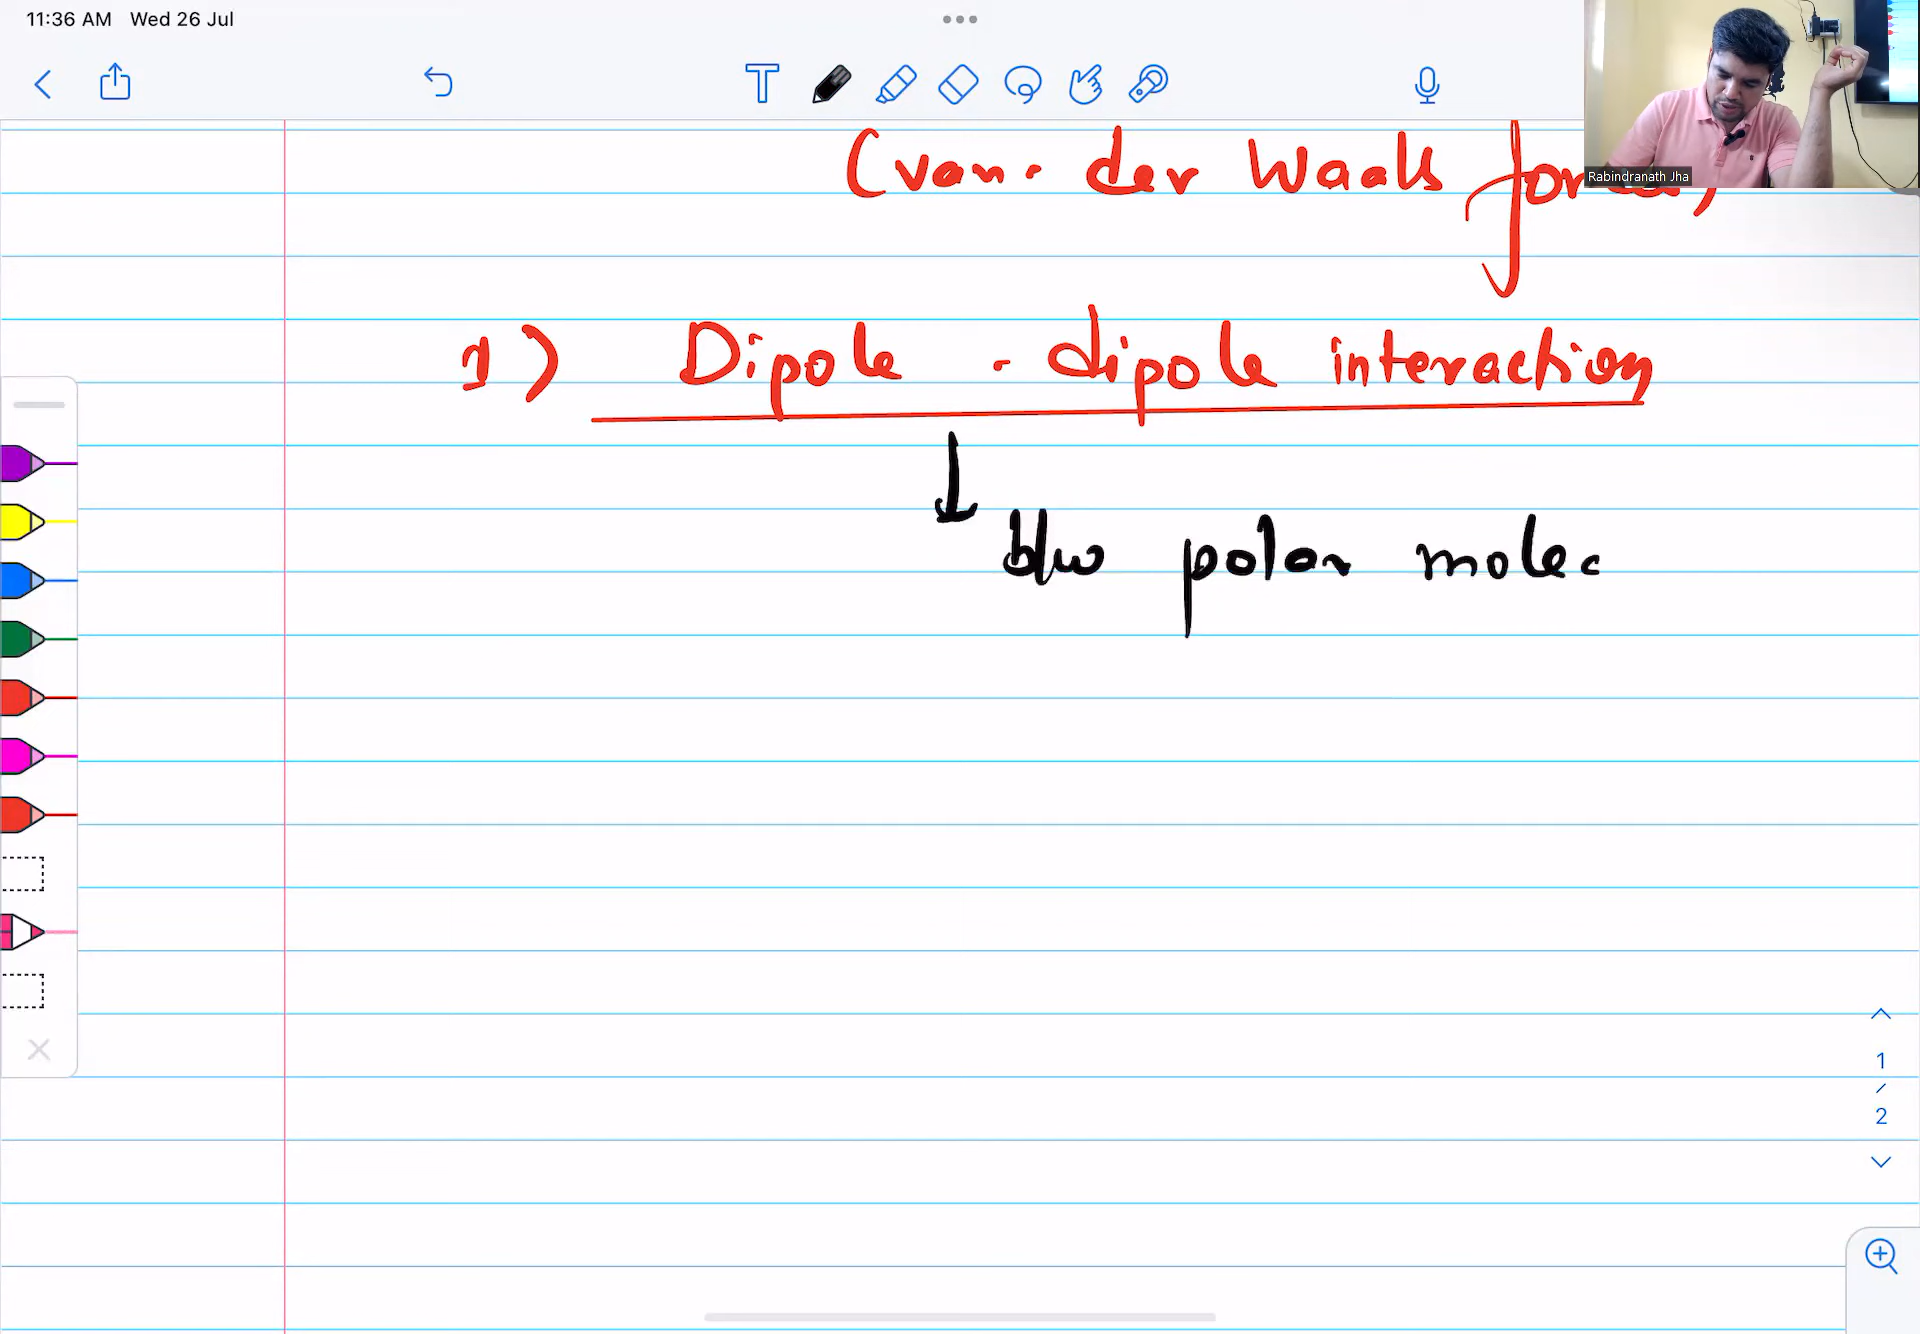 11:36 AM Wed 26 Jul
Rabindranath Jha
(van. der Waals
1) Dipole - dipole interaction
b/w polar molec
1
/
2